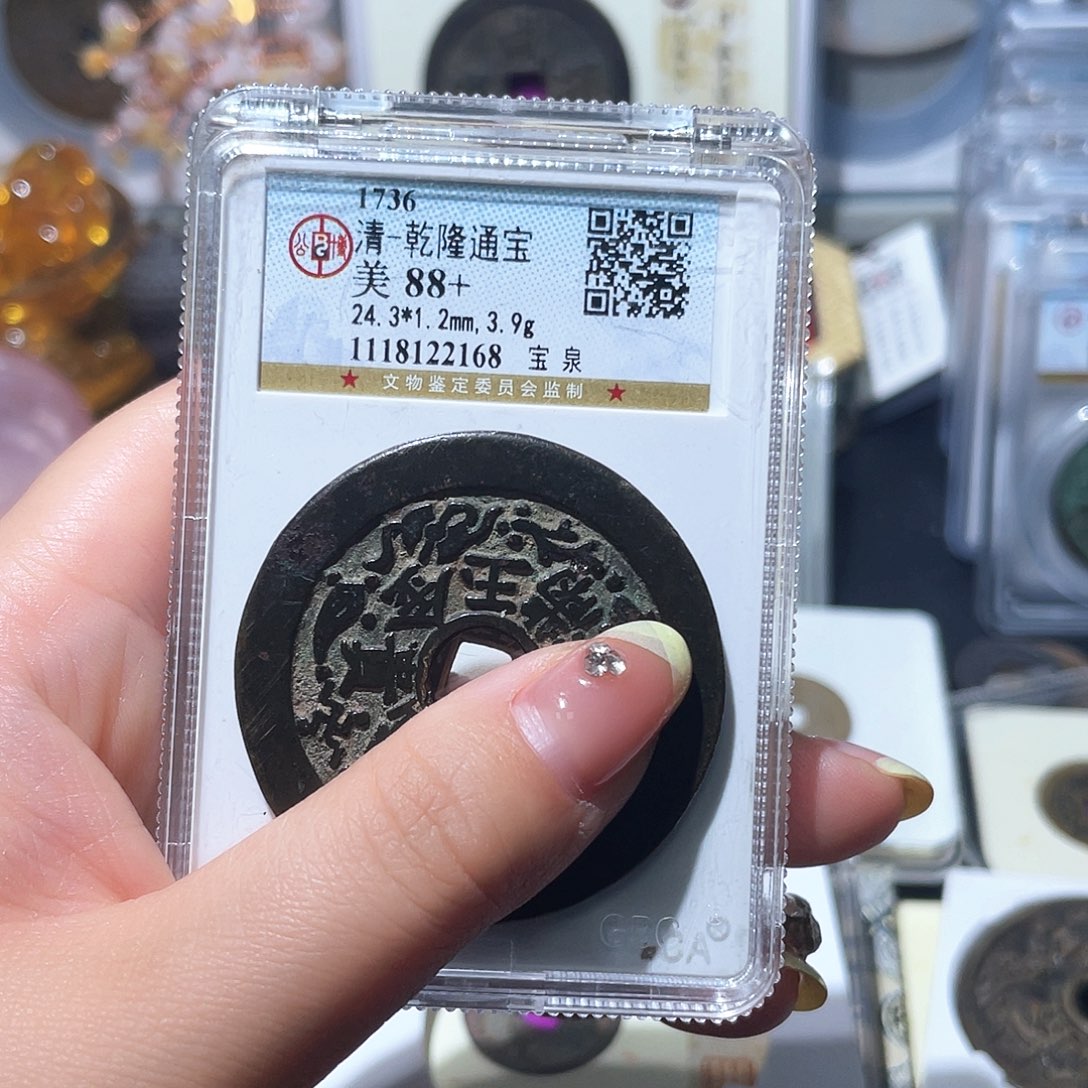 1736
清-乾隆通宝
美 88+
24.3*1.2mm,3.9g
1118122168 宝泉
★ 文物鉴定委员会监制 ★